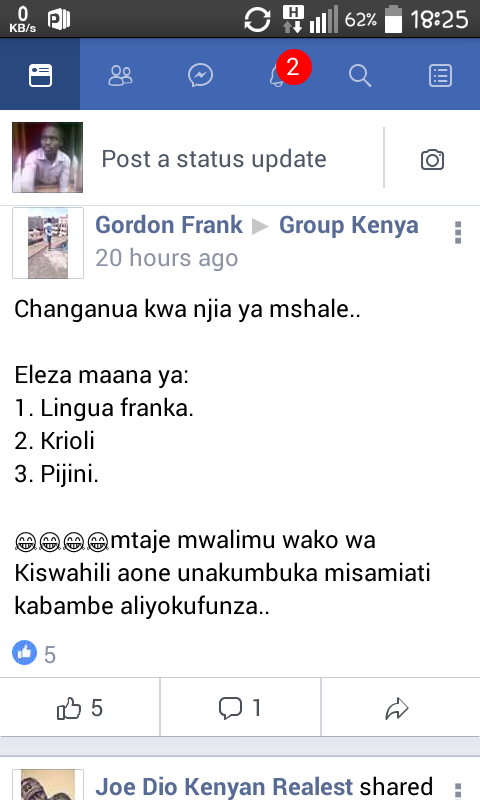 0
KB/s
H
62%
18:25
2
Post a status update
Gordon Frank ▶ Group Kenya
20 hours ago
Changanua kwa njia ya mshale..
Eleza maana ya:
1. Lingua franka.
2. Krioli
3. Pijini.
😁😁😁😁mtaje mwalimu wako wa
Kiswahili aone unakumbuka misamiati
kabambe aliyokufunza..
5
5
1
Joe Dio Kenyan Realest shared